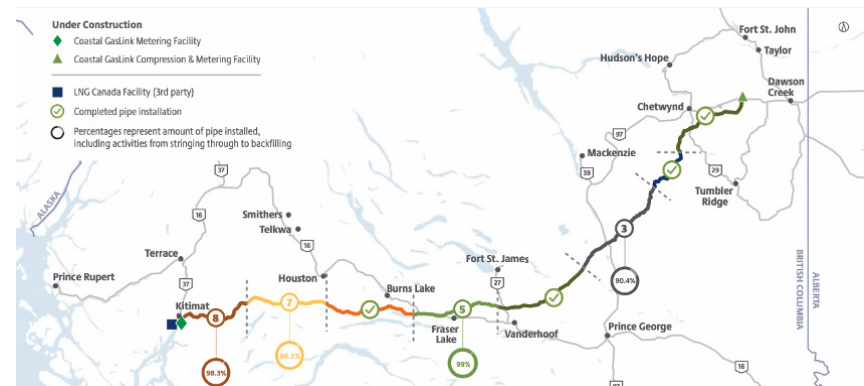 Under Construction
Coastal GasLink Metering Facility
Coastal GasLink Compression & Metering Facility
LNG Canada Facility (3rd party)
Completed pipe installation
Percentages represent amount of pipe installed,
including activities from stringing through to backfilling
Fort St. John
Taylor
Hudson's Hope
Dawson
Creek
Chetwynd
97
Mackenzie
39
29
Tumbler
Ridge
ALASKA
37
16
Smithers
Telkwa
16
Terrace
Prince Rupert
37
Houston
Fort St. James
27
Burns Lake
3
90.4%
BRITISH COLUMBIA
ALBERTA
Kitimat
8
7
5
Fraser
Lake
Vanderhoof
Prince George
98.3%
96.2%
99%
16
97